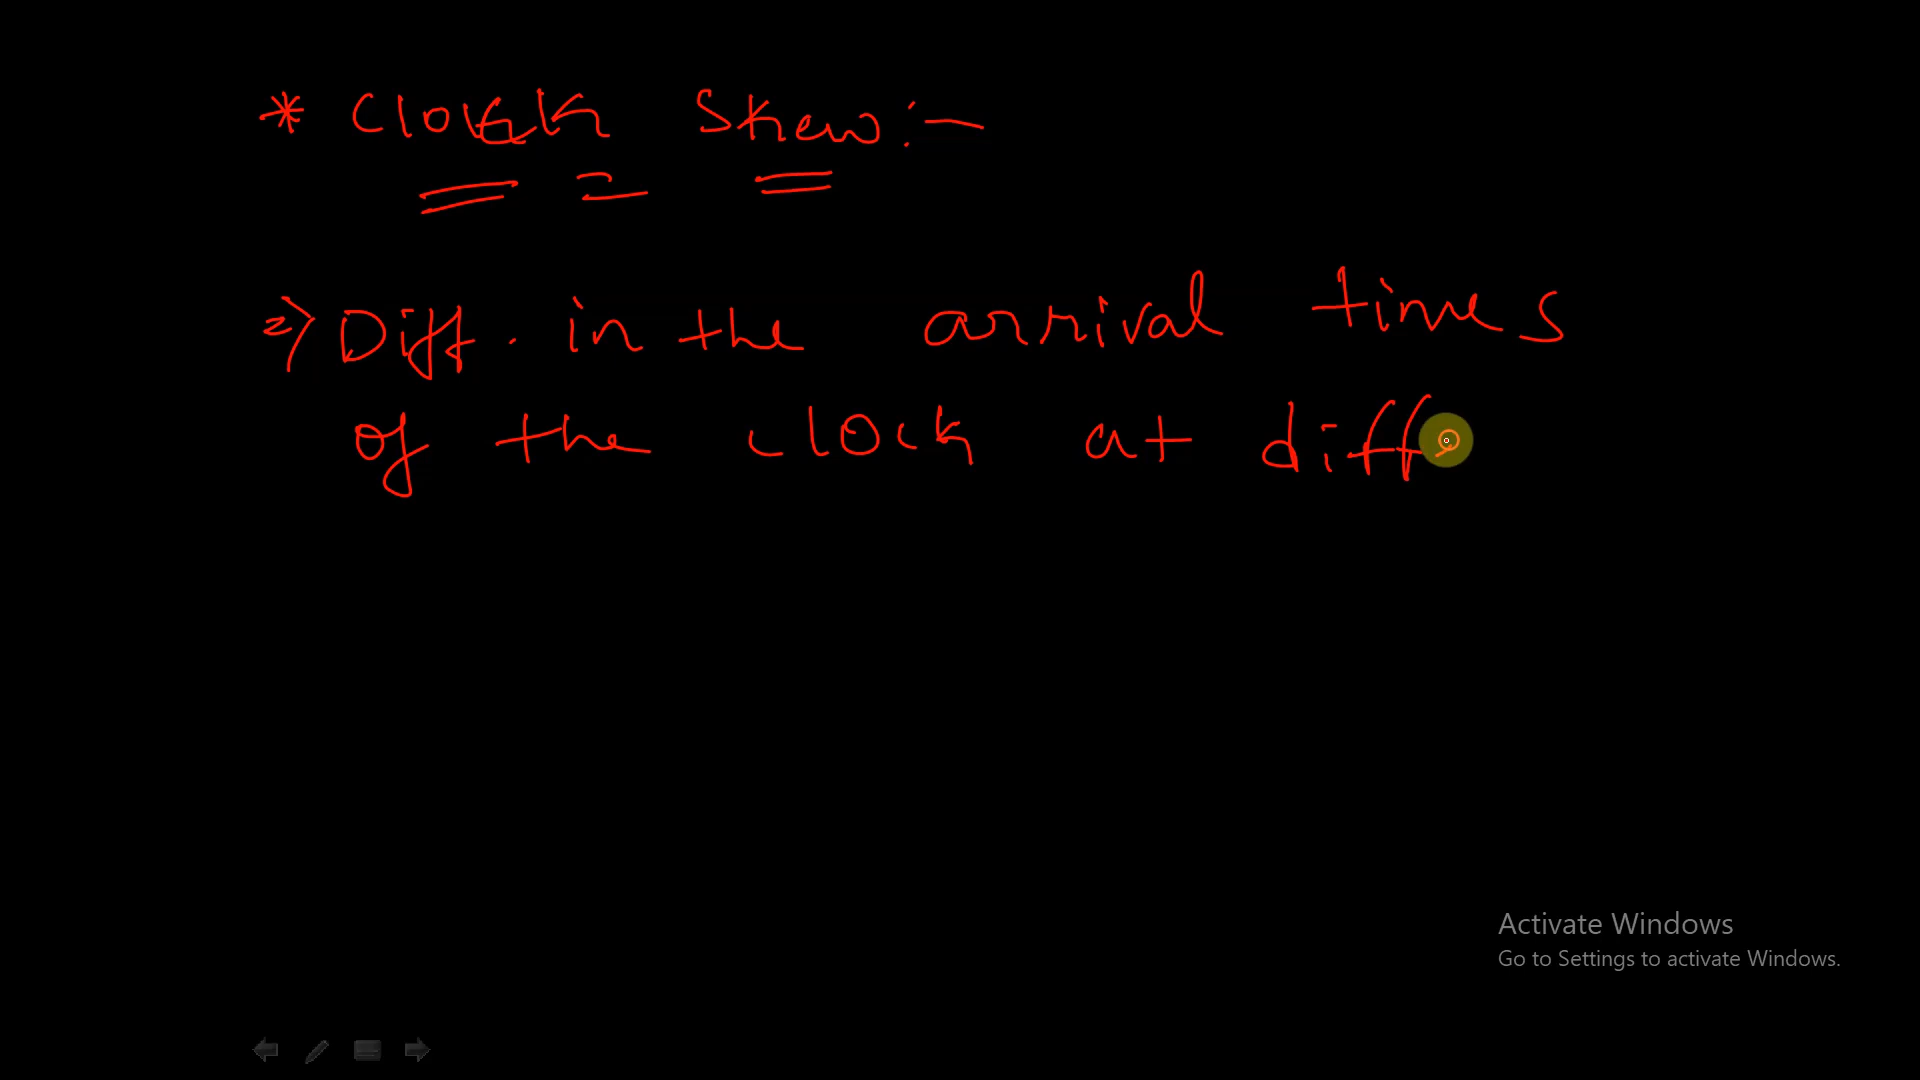 * Clock Skew :-
=) Diff. in the arrival times
of the clock at diffe
Activate Windows
Go to Settings to activate Windows.